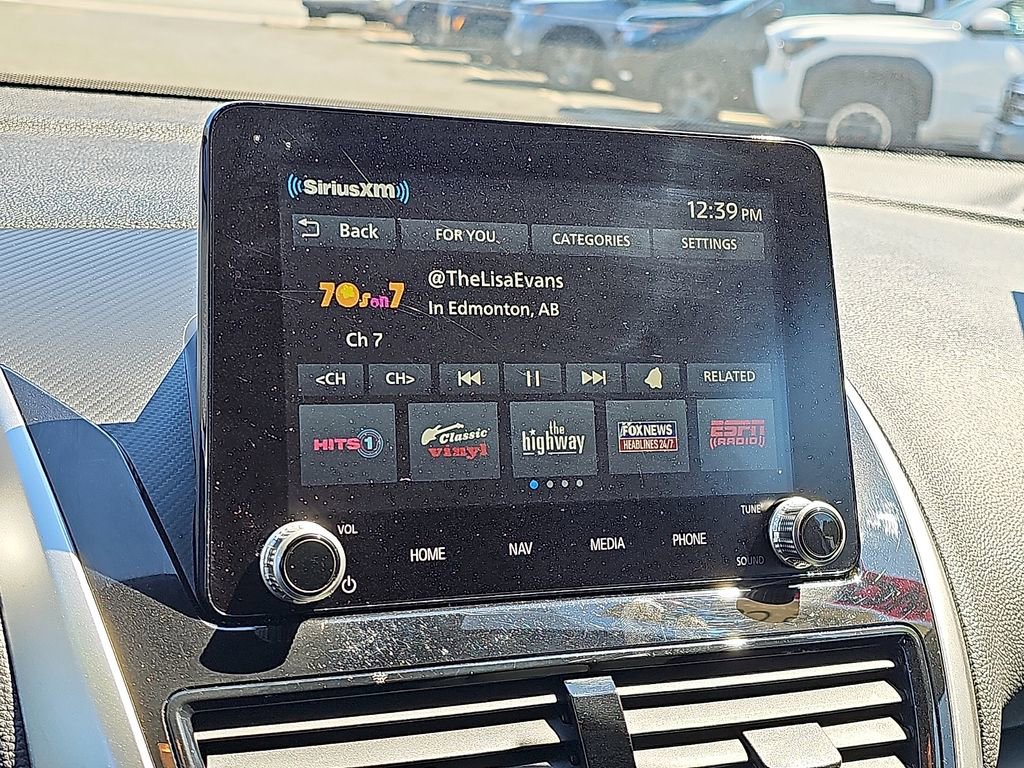 SiriusXM
12:39 PM
Back FOR YOU CATEGORIES SETTINGS
70s on 7
@TheLisaEvans
In Edmonton, AB
Ch 7
<CH CH> RELATED
HITS 1
Classic
vinyl
the
highway
FOX NEWS
HEADLINES 24/7
ESPN
RADIO
VOL TUNE
HOME NAV MEDIA PHONE
SOUND